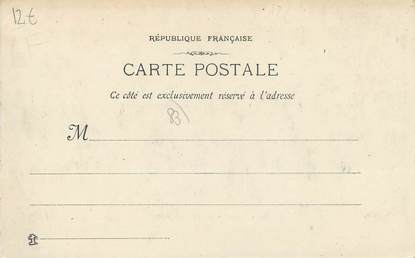 12€
RÉPUBLIQUE FRANÇAISE
CARTE POSTALE
Ce côté est exclusivement réservé à l'adresse
83)
M